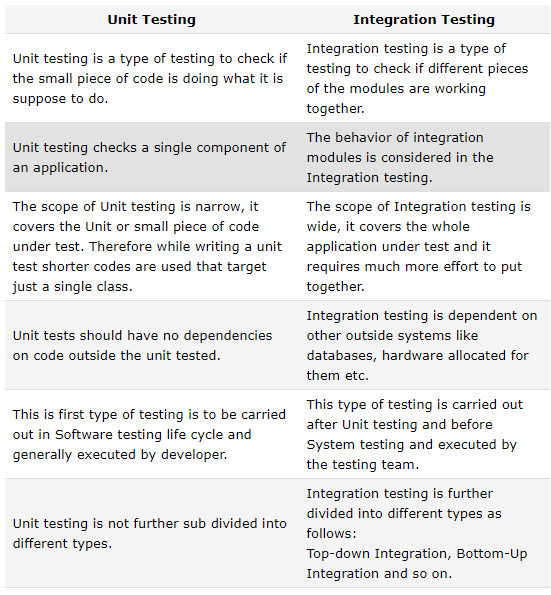 Unit Testing
Integration Testing
Unit testing is a type of testing to check if
the small piece of code is doing what it is
suppose to do.
Integration testing is a type of
testing to check if different pieces
of the modules are working
together.
Unit testing checks a single component of
an application.
The behavior of integration
modules is considered in the
Integration testing.
The scope of Unit testing is narrow, it
covers the Unit or small piece of code
under test. Therefore while writing a unit
test shorter codes are used that target
just a single class.
The scope of Integration testing is
wide, it covers the whole
application under test and it
requires much more effort to put
together.
Unit tests should have no dependencies
on code outside the unit tested.
Integration testing is dependent on
other outside systems like
databases, hardware allocated for
them etc.
This is first type of testing is to be carried
out in Software testing life cycle and
generally executed by developer.
This type of testing is carried out
after Unit testing and before
System testing and executed by
the testing team.
Unit testing is not further sub divided into
different types.
Integration testing is further
divided into different types as
follows:
Top-down Integration, Bottom-Up
Integration and so on.